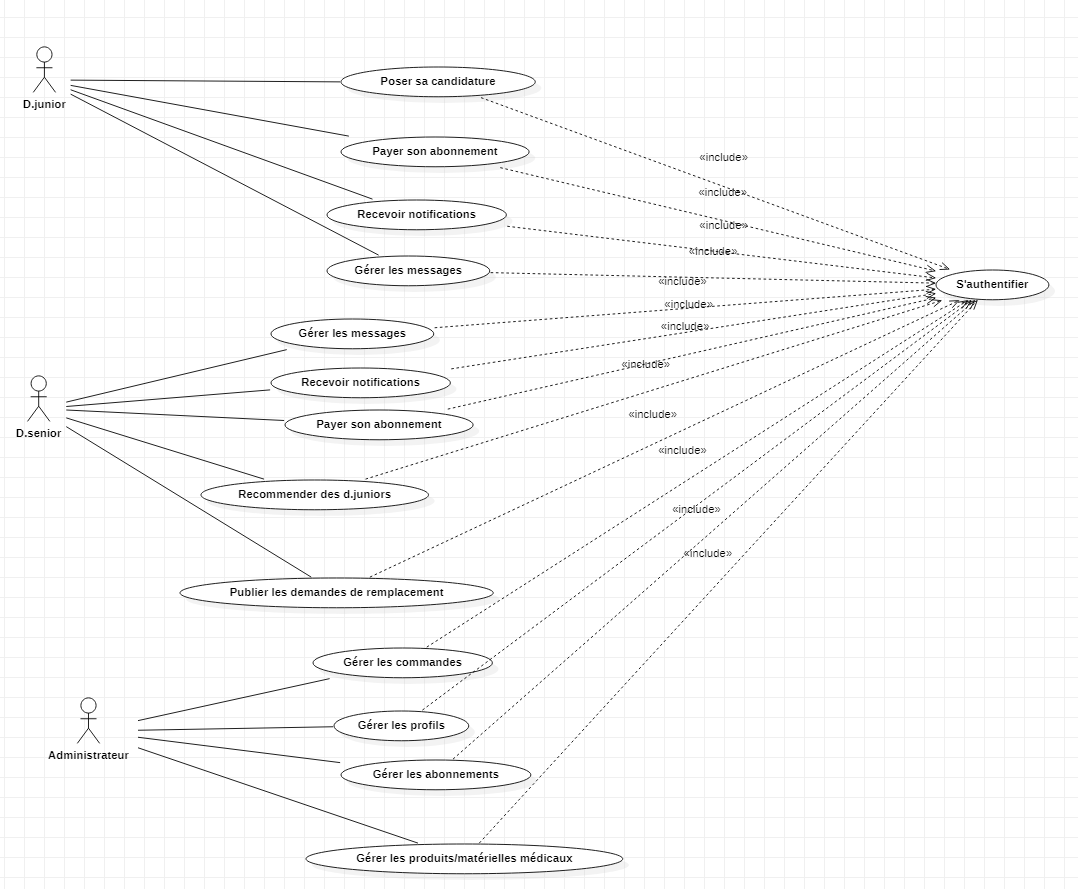 D.junior
Poser sa candidature
Payer son abonnement
Recevoir notifications
Gérer les messages
«include»
«include»
«include»
«include»
S'authentifier
«include»
«include»
«include»
«include»
«include»
«include»
«include»
«include»
D.senior
Gérer les messages
Recevoir notifications
Payer son abonnement
Recommender des d.juniors
Publier les demandes de remplacement
Administrateur
Gérer les commandes
Gérer les profils
Gérer les abonnements
Gérer les produits/matérielles médicaux